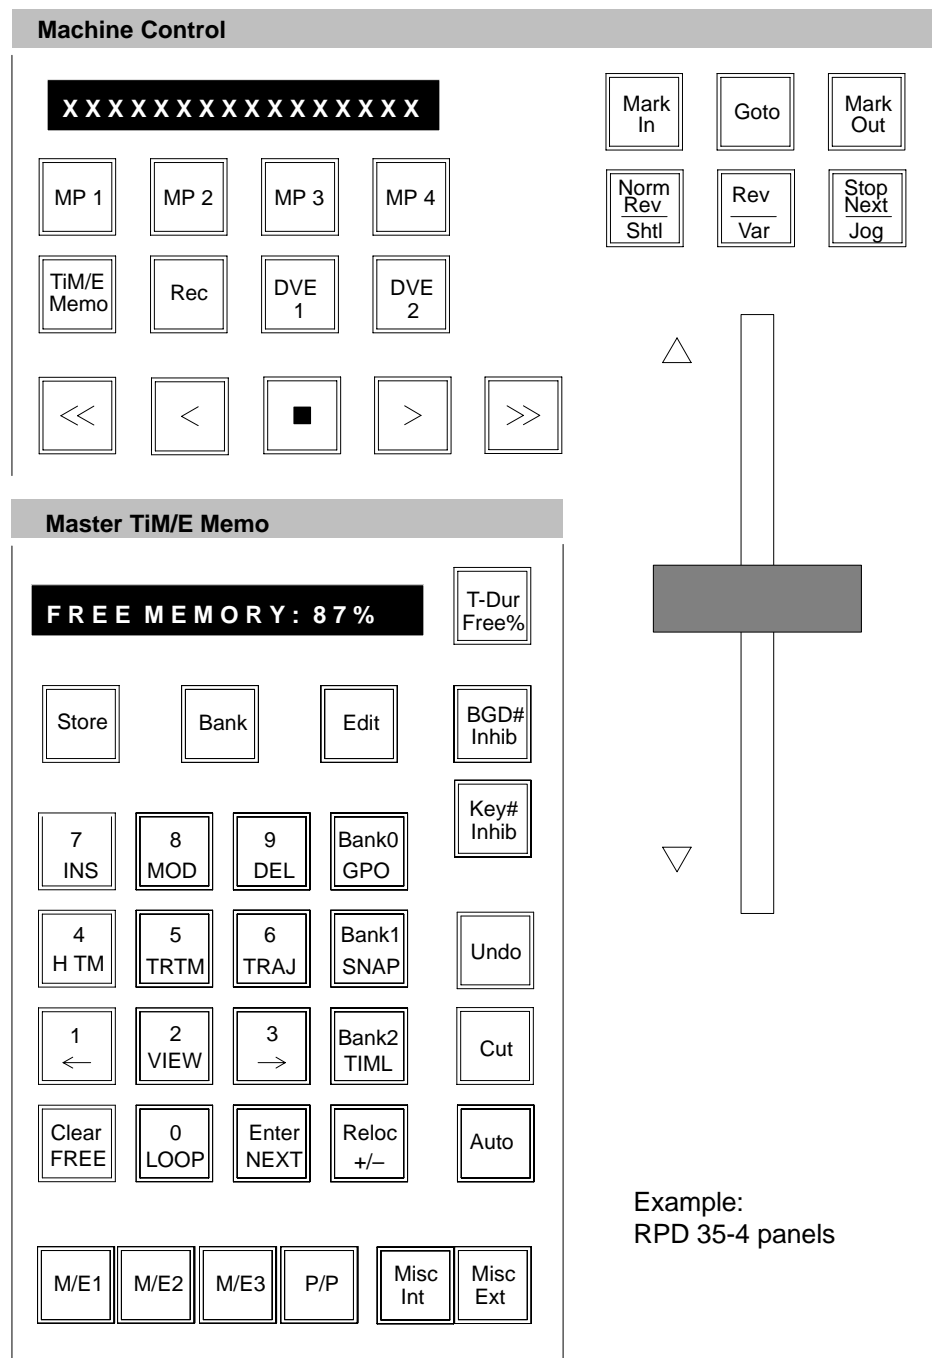 Machine Control
X X X X X X X X X X X X X X X X
Mark
In
Goto
Mark
Out
MP 1
MP 2
MP 3
MP 4
Norm
Rev
Shtl
Rev
Var
Stop
Next
Jog
TiM/E
Memo
Rec
DVE
1
DVE
2
<<
<
■
>
>>
Master TiM/E Memo
FREE MEMORY: 87%
T-Dur
Free%
Store
Bank
Edit
BGD#
Inhib
Key#
Inhib
7
INS
8
MOD
9
DEL
Bank0
GPO
4
H TM
5
TRTM
6
TRAJ
Bank1
SNAP
Undo
1
←
2
VIEW
3
→
Bank2
TIML
Cut
Clear
FREE
0
LOOP
Enter
NEXT
Reloc
+/–
Auto
Example:
RPD 35-4 panels
M/E1
M/E2
M/E3
P/P
Misc
Int
Misc
Ext